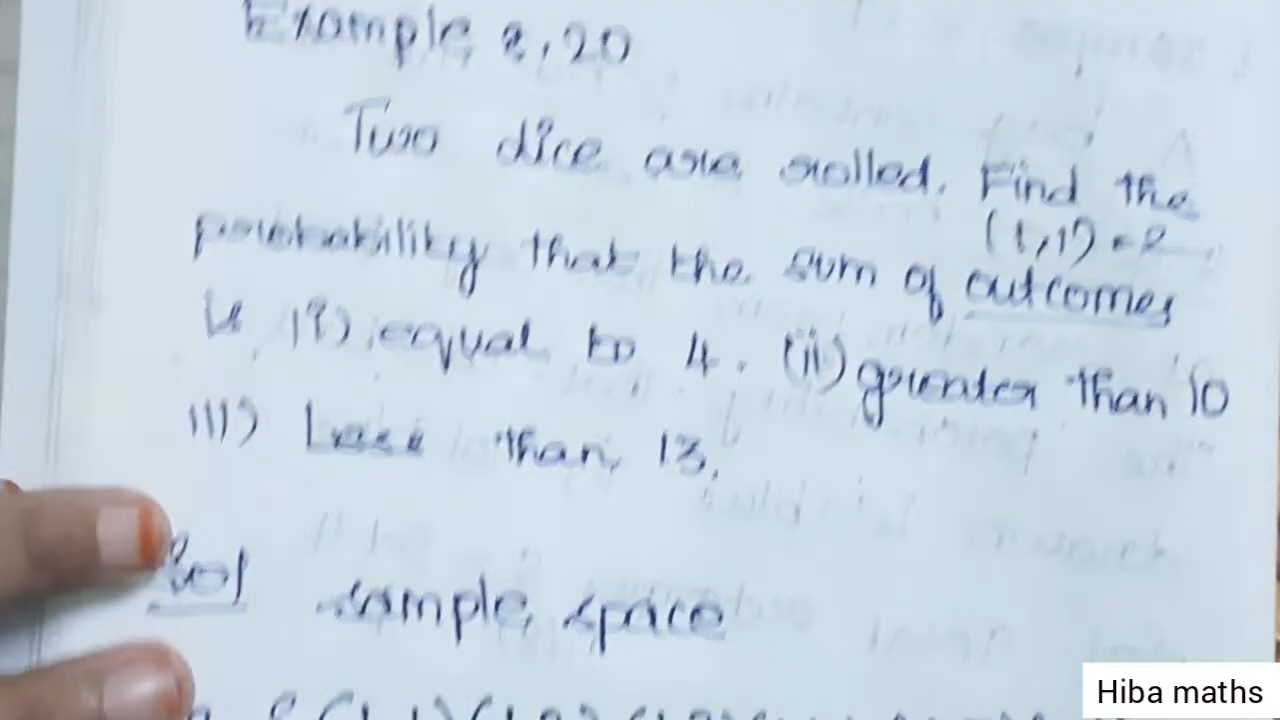 Example 8.20
Two dice are rolled. Find the
(1,1) = 2
probability that the sum of outcomes
is (i) equal to 4. (ii) greater than 10
iii) Less than 13.
Sol
sample space
Hiba maths